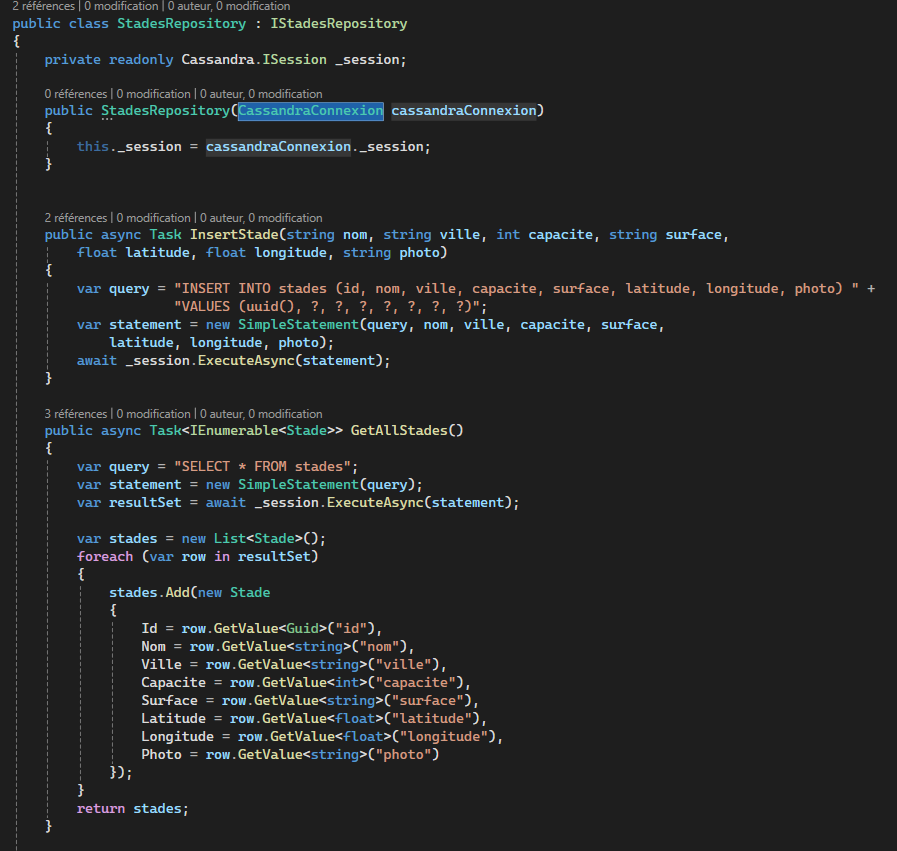 2 références | 0 modification | 0 auteur, 0 modification
public class StadesRepository : IStadesRepository
{
private readonly Cassandra.ISession _session;
0 références | 0 modification | 0 auteur, 0 modification
public StadesRepository(CassandraConnexion cassandraConnexion)
{
this._session = cassandraConnexion._session;
}
2 références | 0 modification | 0 auteur, 0 modification
public async Task InsertStade(string nom, string ville, int capacite, string surface,
float latitude, float longitude, string photo)
{
var query = "INSERT INTO stades (id, nom, ville, capacite, surface, latitude, longitude, photo) " +
"VALUES (uuid(), ?, ?, ?, ?, ?, ?, ?)";
var statement = new SimpleStatement(query, nom, ville, capacite, surface,
latitude, longitude, photo);
await _session.ExecuteAsync(statement);
}
3 références | 0 modification | 0 auteur, 0 modification
public async Task<IEnumerable<Stade>> GetAllStades()
{
var query = "SELECT * FROM stades";
var statement = new SimpleStatement(query);
var resultSet = await _session.ExecuteAsync(statement);
var stades = new List<Stade>();
foreach (var row in resultSet)
{
stades.Add(new Stade
{
Id = row.GetValue<Guid>("id"),
Nom = row.GetValue<string>("nom"),
Ville = row.GetValue<string>("ville"),
Capacite = row.GetValue<int>("capacite"),
Surface = row.GetValue<string>("surface"),
Latitude = row.GetValue<float>("latitude"),
Longitude = row.GetValue<float>("longitude"),
Photo = row.GetValue<string>("photo")
});
}
return stades;
}